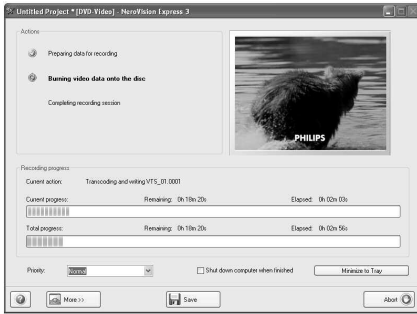 Untitled Project *[DVD-Video] - NeroVision Express 3
Actions
Preparing data for recording
Burning video data onto the disc
Completing recording session
PHILIPS
Recording progress
Current action: Transcoding and writing VTS_01.0001
Current progress: Remaining: 0h 18m 20s Elapsed: 0h 02m 03s
Total progress: Remaining: 0h 18m 20s Elapsed: 0h 02m 56s
Priority: Normal Shut down computer when finished Minimize to Tray
More >> Save Abort